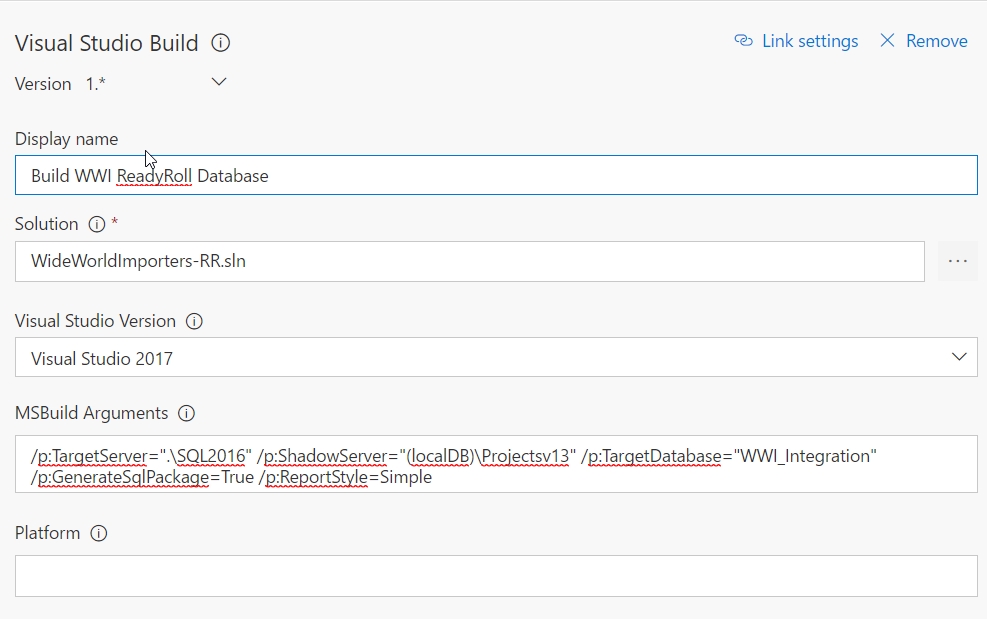 Visual Studio Build
Link settings
Remove
Version 1.*
Display name
Build WWI ReadyRoll Database
Solution *
WideWorldImporters-RR.sln
...
Visual Studio Version
Visual Studio 2017
MSBuild Arguments
/p:TargetServer=".\SQL2016" /p:ShadowServer="(localDB)\Projectsv13" /p:TargetDatabase="WWI_Integration"
/p:GenerateSqlPackage=True /p:ReportStyle=Simple
Platform